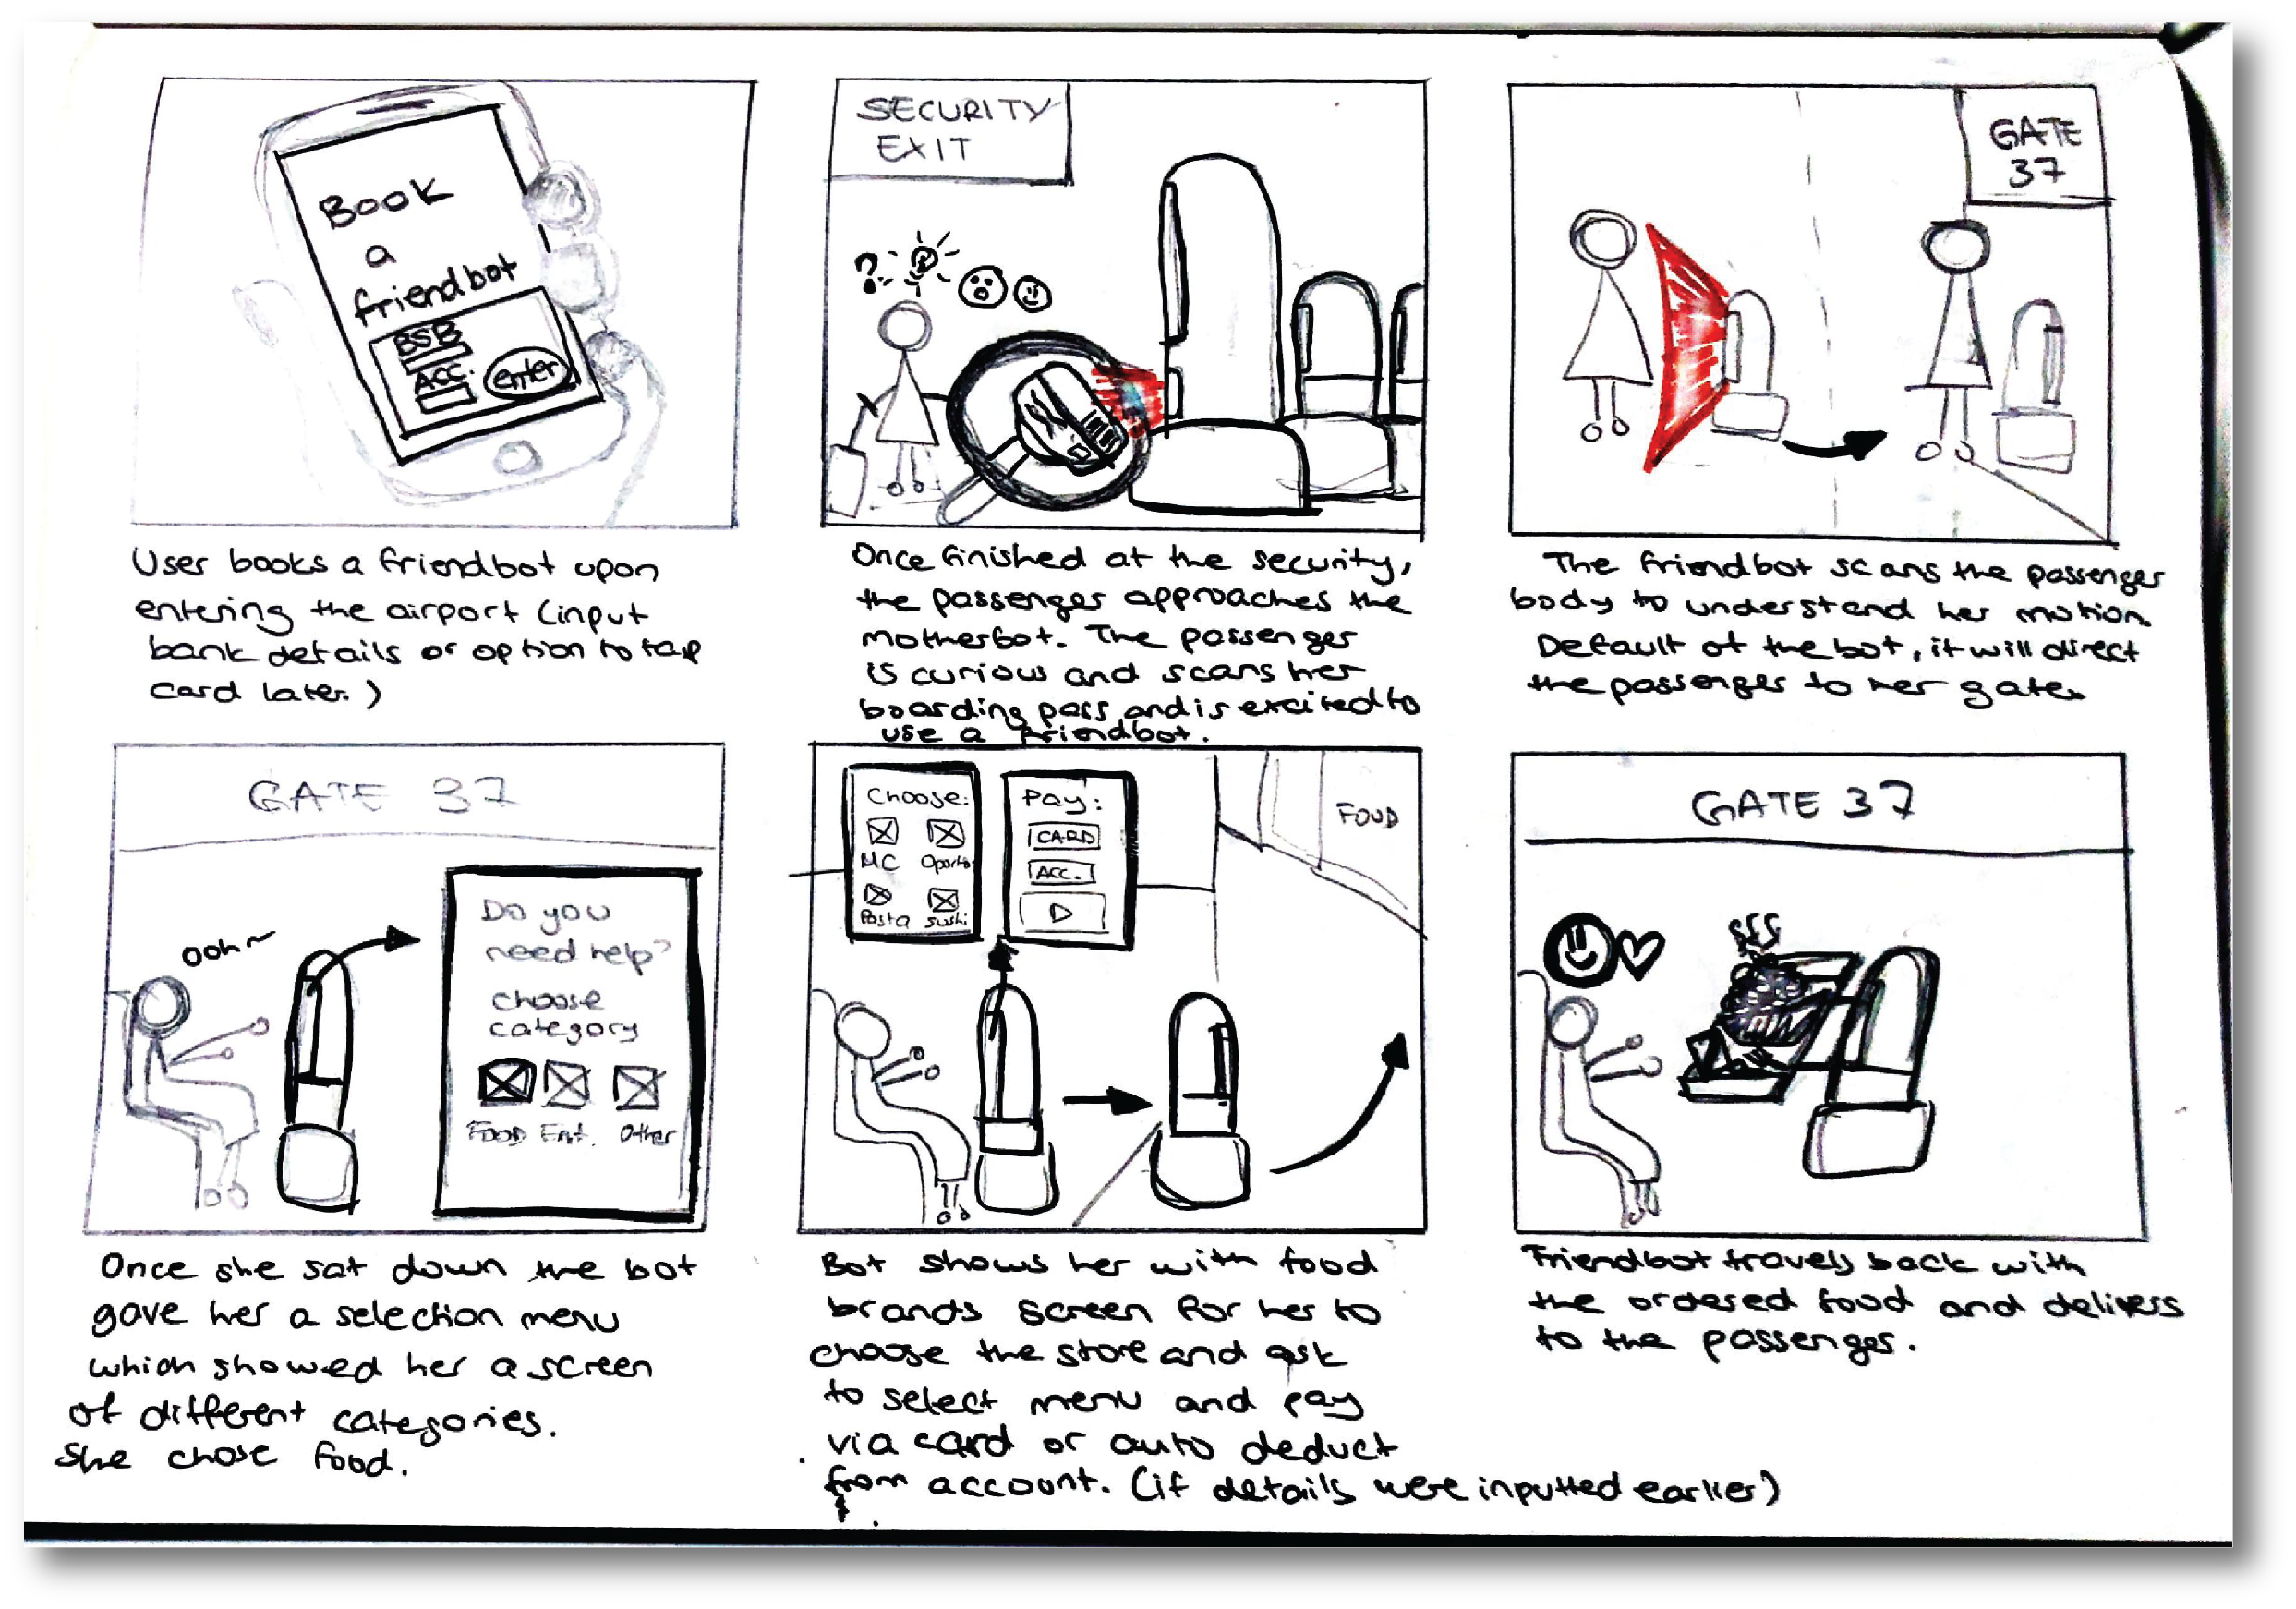 Book
a
friendbot
BSB
ACC.
enter
User books a friendbot upon
entering the airport (input
bank details or option to tap
card later.)
SECURITY
EXIT
?
Once finished at the security,
the passenger approaches the
motherbot. The passenger
is curious and scans her
boarding pass and is excited to
use a friendbot.
GATE
37
The friendbot scans the passenger
body to understand her motion.
Default of the bot, it will direct
the passenger to her gate.
GATE 37
ooh~
Do you
need help?
choose
category
Food Ent. Other
Once she sat down the bot
gave her a selection menu
which showed her a screen
of different categories.
She chose food.
Choose:
MC Oporto
Pasta Sushi
Pay:
CARD
ACC.
FOOD
Bot shows her with food
brands screen for her to
choose the store and ask
to select menu and pay
via card or auto deduct
from account. (if details were inputted earlier)
GATE 37
Friendbot travels back with
the ordered food and delivers
to the passenger.